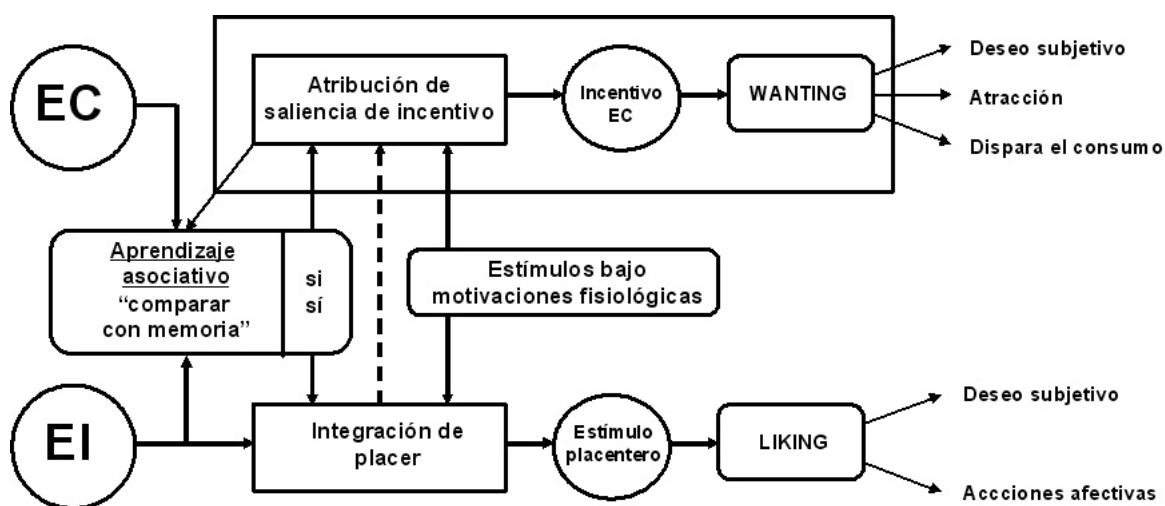 EC
Atribución de
saliencia de incentivo
Incentivo
EC
WANTING
Deseo subjetivo
Atracción
Dispara el consumo
Aprendizaje
asociativo
“comparar
con memoria”
si
sí
Estímulos bajo
motivaciones fisiológicas
EI
Integración de
placer
Estímulo
placentero
LIKING
Deseo subjetivo
Accciones afectivas